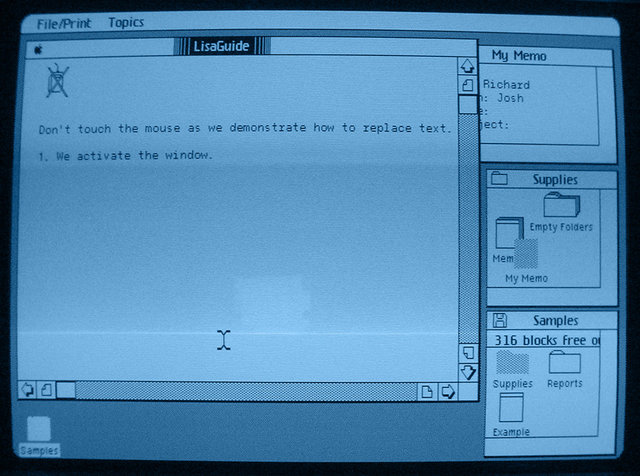 File/Print Topics
LisaGuide
Don't touch the mouse as we demonstrate how to replace text.
1. We activate the window.
My Memo
Richard
: Josh
:
ject:
Supplies
Empty Folders
Mem
My Memo
Samples
316 blocks free o
Supplies Reports
Example
Samples